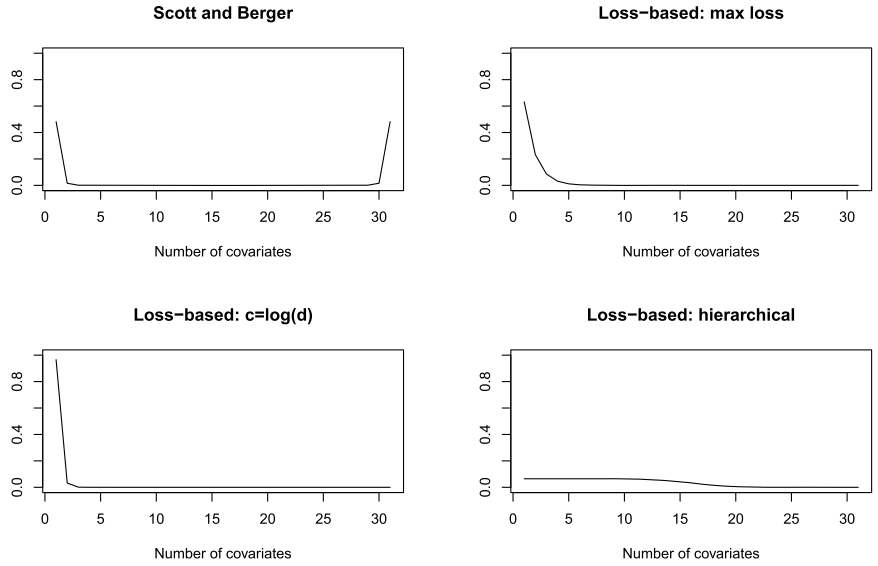 Scott and Berger
0.8
0.4
0.0
0 5 10 15 20 25 30
Number of covariates
Loss−based: max loss
0.8
0.4
0.0
0 5 10 15 20 25 30
Number of covariates
Loss−based: c=log(d)
0.8
0.4
0.0
0 5 10 15 20 25 30
Number of covariates
Loss−based: hierarchical
0.8
0.4
0.0
0 5 10 15 20 25 30
Number of covariates